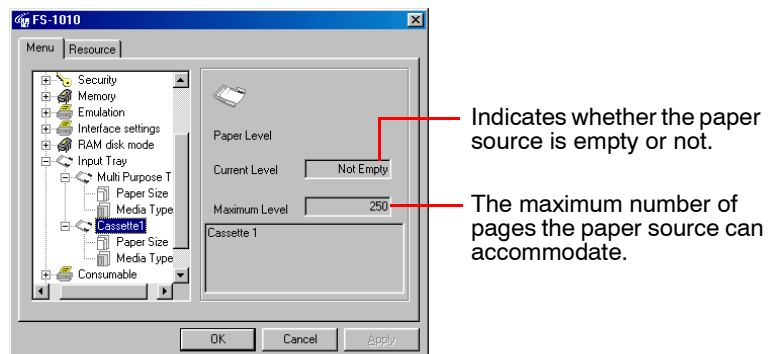 FS-1010
Menu
Resource
Security
Memory
Emulation
Interface settings
RAM disk mode
Input Tray
Multi Purpose T
Paper Size
Media Type
Cassette1
Paper Size
Media Type
Consumable
Paper Level
Current Level
Not Empty
Maximum Level
250
Cassette 1
OK
Cancel
Apply
Indicates whether the paper
source is empty or not.
The maximum number of
pages the paper source can
accommodate.